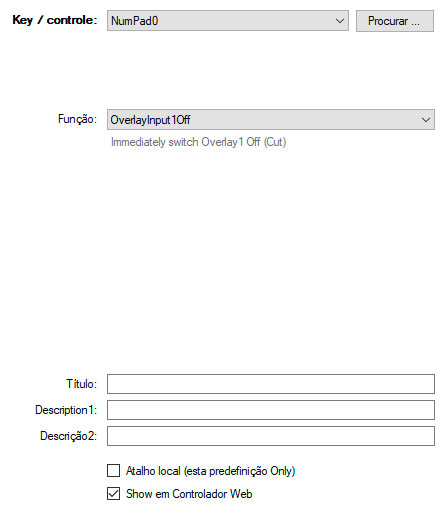 Key / controle: NumPad0 Procurar ...
Função: OverlayInput1Off
Immediately switch Overlay1 Off (Cut)
Título:
Description1:
Descrição2:
Atalho local (esta predefinição Only)
Show em Controlador Web